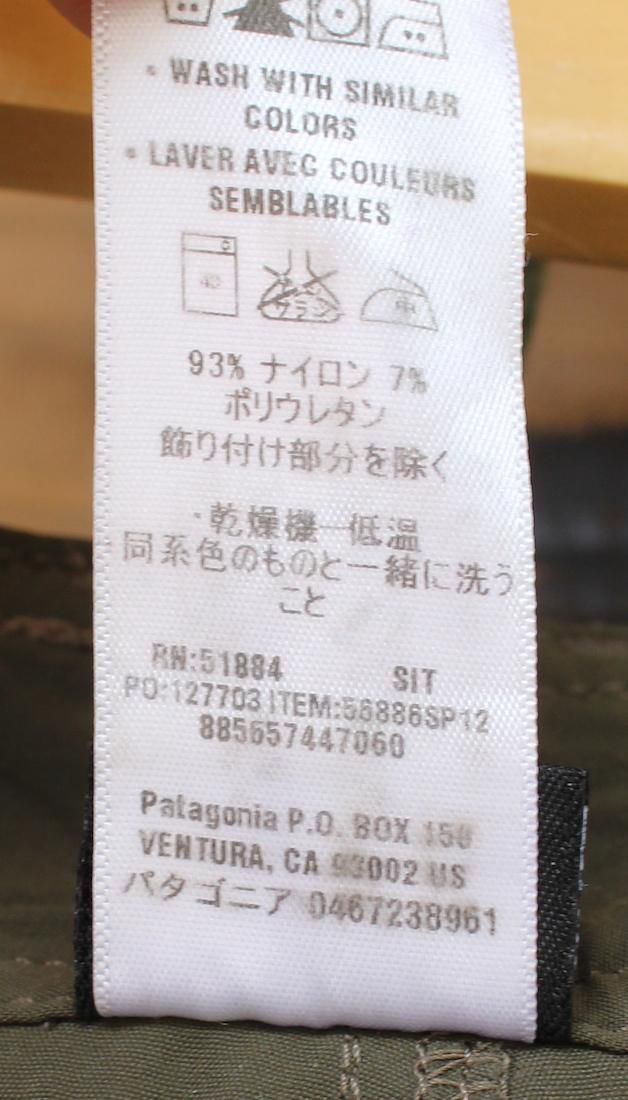 • WASH WITH SIMILAR
COLORS
• LAVER AVEC COULEURS
SEMBLABLES
40
93% ナイロン 7%
ポリウレタン
飾り付け部分を除く
・乾燥機一低温
同系色のものと一緒に洗う
こと
RN:51884 SIT
PO:127703 ITEM:56886SP12
885657447060
Patagonia P.O. BOX 150
VENTURA, CA 93002 US
パタゴニア 0467238961